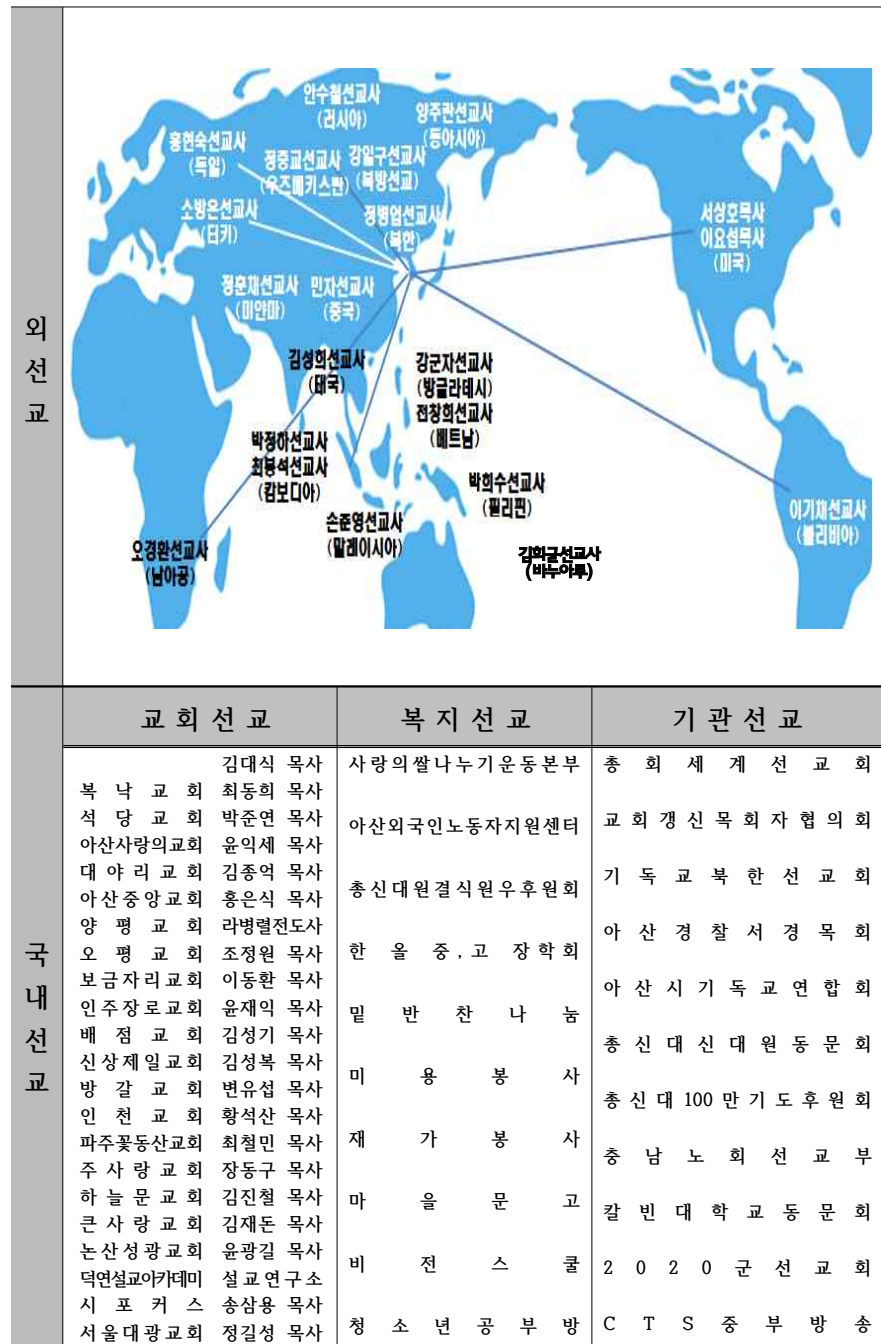 외선교
안수철선교사
(러시아)
양주란선교사
(동아시아)
홍현숙선교사
(독일)
정중교선교사
(우즈베키스탄)
강일구선교사
(북방선교)
소방은선교사
(터키)
정병엄선교사
(북한)
서상호목사
이요섭목사
(미국)
정훈채선교사
(미얀마)
민자선교사
(중국)
김성희선교사
(태국)
강군자선교사
(방글라데시)
전창희선교사
(베트남)
박정하선교사
최봉석선교사
(캄보디아)
박희수선교사
(필리핀)
이기채선교사
(볼리비아)
손준영선교사
(말레이시아)
오경환선교사
(남아공)
김희균선교사
(바누아투)
국내선교
교회선교
김대식 목사
복낙교회 최동희 목사
석당교회 박준연 목사
아산사랑의교회 윤익세 목사
대야리교회 김종억 목사
아산중앙교회 홍은식 목사
양평교회 라병렬전도사
오평교회 조정원 목사
보금자리교회 이동환 목사
인주장로교회 윤재익 목사
배점교회 김성기 목사
신상제일교회 김성복 목사
방갈교회 변유섭 목사
인천교회 황석산 목사
파주꽃동산교회 최철민 목사
주사랑교회 장동구 목사
하늘문교회 김진철 목사
큰사랑교회 김재돈 목사
논산성광교회 윤광길 목사
덕연설교아카데미 설교연구소
시포커스 송삼용 목사
서울대광교회 정길성 목사
복지선교
사랑의쌀나누기운동본부
아산외국인노동자지원센터
총신대원결식원우후원회
한올중,고 장학회
밑반찬나눔
미용봉사
재가봉사
마을문고
비전스쿨
청소년공부방
기관선교
총회세계선교회
교회갱신목회자협의회
기독교북한선교회
아산경찰서경목회
아산시기독교연합회
총신대신대원동문회
총신대100만기도후원회
충남노회선교부
칼빈대학교동문회
2020군선교회
CTS중부방송